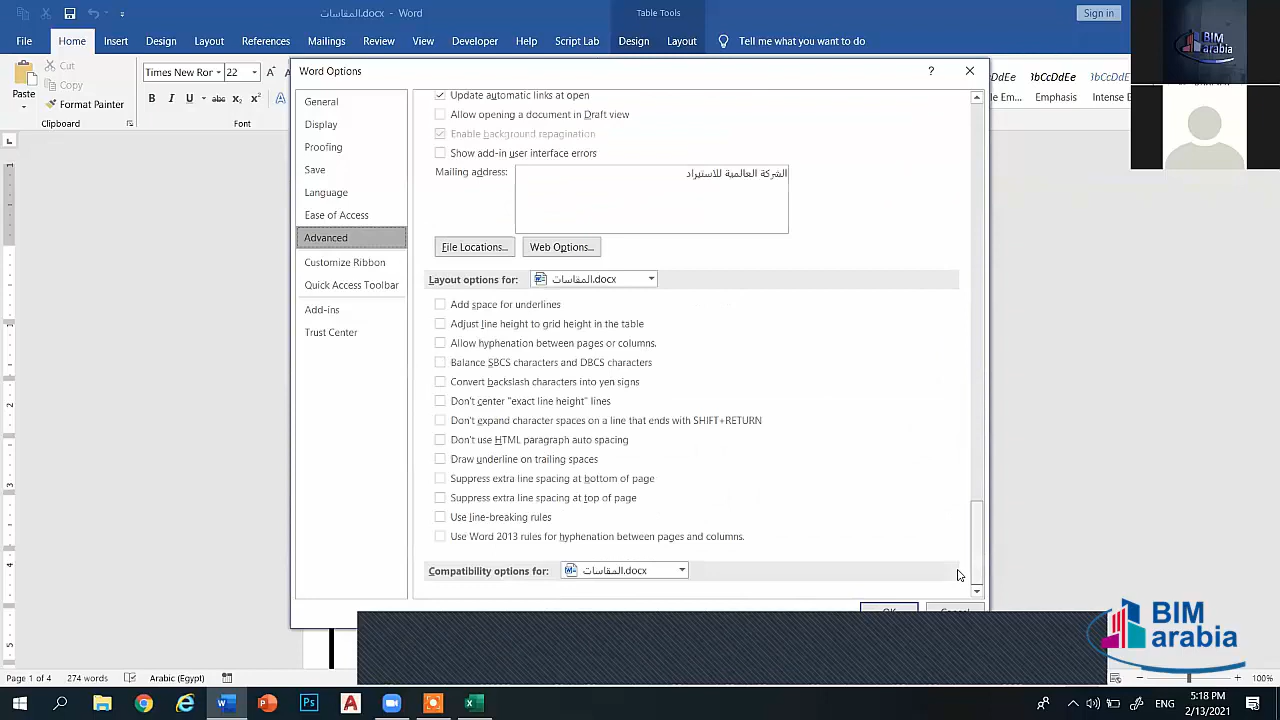 المقاسات.docx - Word
Table Tools
Sign in
File
Home
Insert
Design
Layout
References
Mailings
Review
View
Developer
Help
Script Lab
Design
Layout
Tell me what you want to do
BIM arabia
Paste
Cut
Copy
Format Painter
Clipboard
Times New Ror
22
B I U abc X₂ X²
Font
Emphasis
Intense E...
AaBbCcDdEe
Word Options
General
Display
Proofing
Save
Language
Ease of Access
Advanced
Customize Ribbon
Quick Access Toolbar
Add-ins
Trust Center
Update automatic links at open
Allow opening a document in Draft view
Enable background repagination
Show add-in user interface errors
Mailing address:
الشركة العالمية للاستيراد
File Locations...
Web Options...
Layout options for:
المقاسات.docx
Add space for underlines
Adjust line height to grid height in the table
Allow hyphenation between pages or columns.
Balance SBCS characters and DBCS characters
Convert backslash characters into yen signs
Don't center "exact line height" lines
Don't expand character spaces on a line that ends with SHIFT+RETURN
Don't use HTML paragraph auto spacing
Draw underline on trailing spaces
Suppress extra line spacing at bottom of page
Suppress extra line spacing at top of page
Use line-breaking rules
Use Word 2013 rules for hyphenation between pages and columns.
Compatibility options for:
المقاسات.docx
BIM
arabia
Page 1 of 4
274 words
Arabic (Egypt)
100%
ENG
5:18 PM
2/13/2021